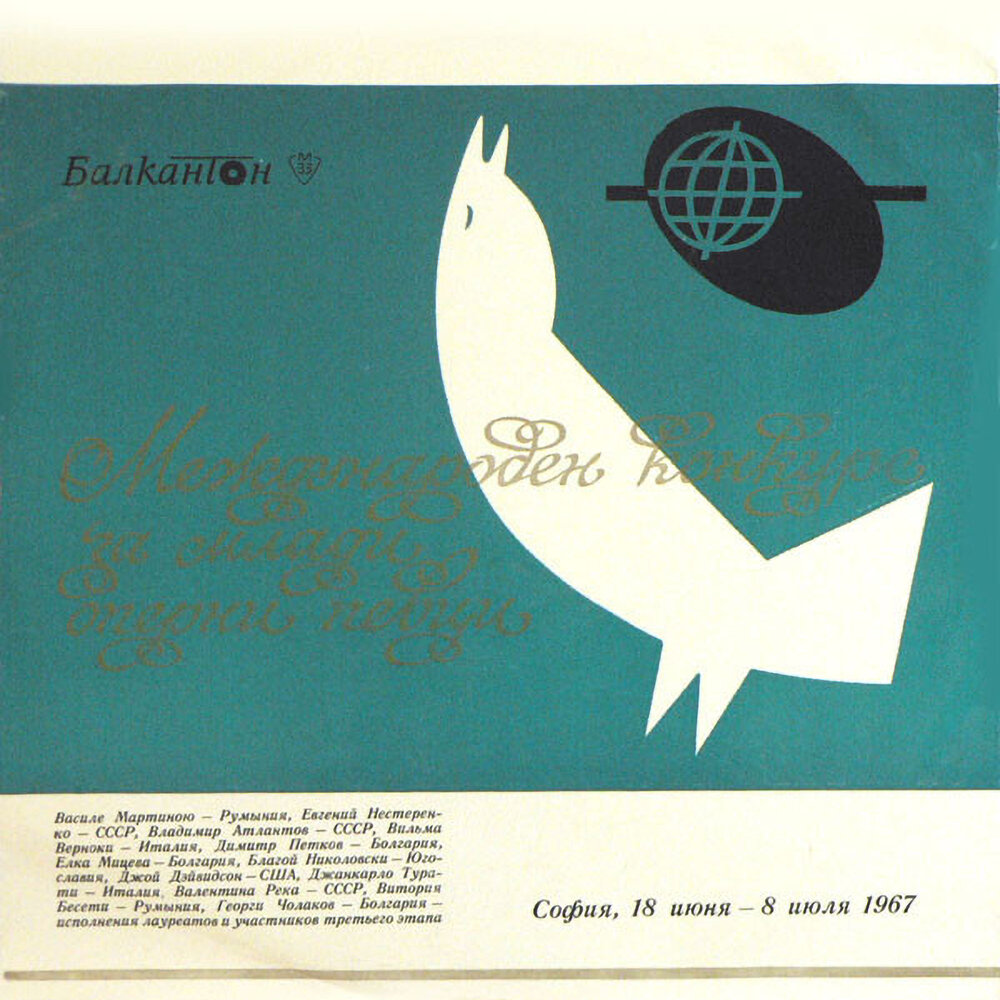 Балкантон М 33
Международен конкурс
за млади
оперни певци
Василе Мартиною – Румыния, Евгений Нестерен-
ко – СССР, Владимир Атлантов – СССР, Вильма
Верноки – Италия, Димитр Петков – Болгария,
Елка Мицева – Болгария, Благой Николовски – Юго-
славия, Джой Дэйвидсон – США, Джанкарло Тура-
ти – Италия, Валентина Река – СССР, Витория
Бесети – Румыния, Георги Чолаков – Болгария –
исполнения лауреатов и участников третьего этапа
София, 18 июня – 8 июля 1967